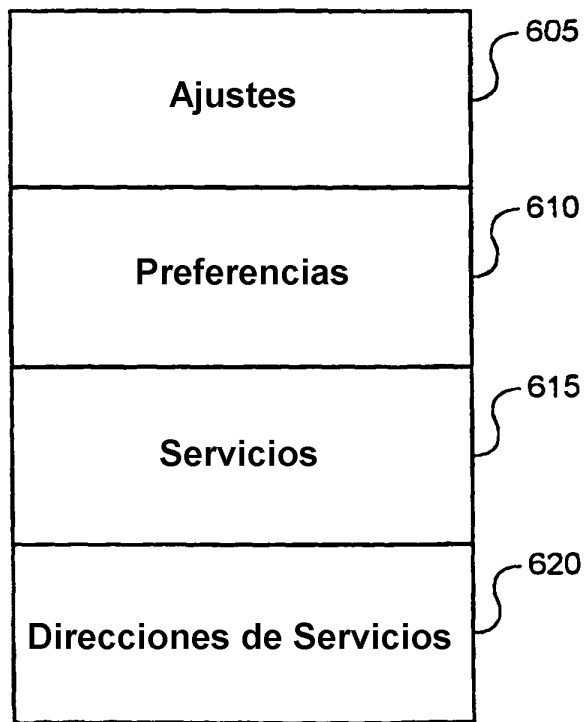 605
Ajustes
610
Preferencias
615
Servicios
620
Direcciones de Servicios